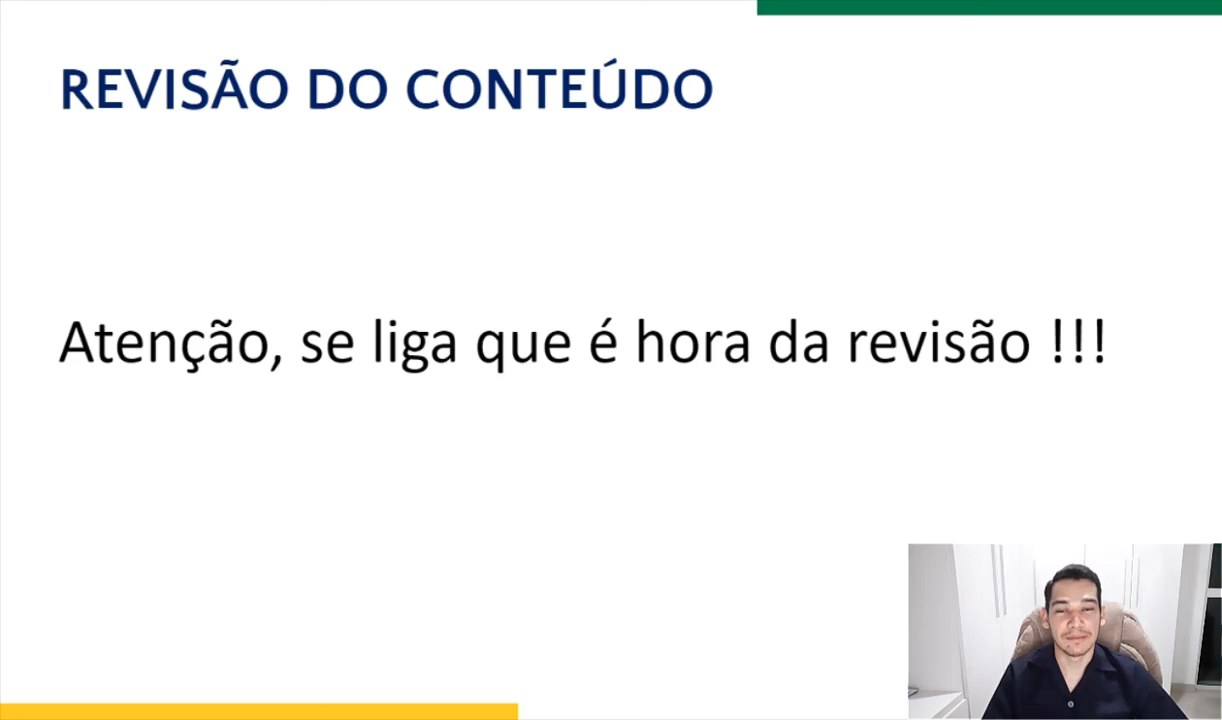 REVISÃO DO CONTEÚDO
Atenção, se liga que é hora da revisão !!!